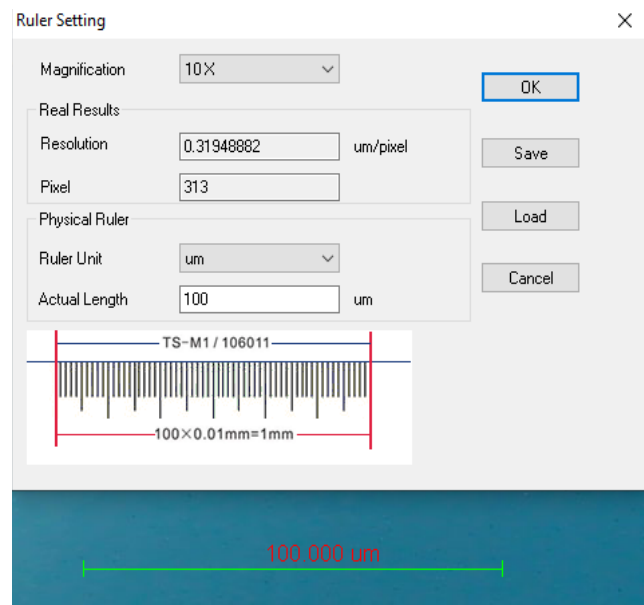 Ruler Setting
Magnification 10X
OK
Real Results
Resolution 0.31948882 um/pixel
Save
Pixel 313
Physical Ruler
Load
Ruler Unit um
Cancel
Actual Length 100 um
TS-M1 / 106011
100×0.01mm=1mm
100.000 um